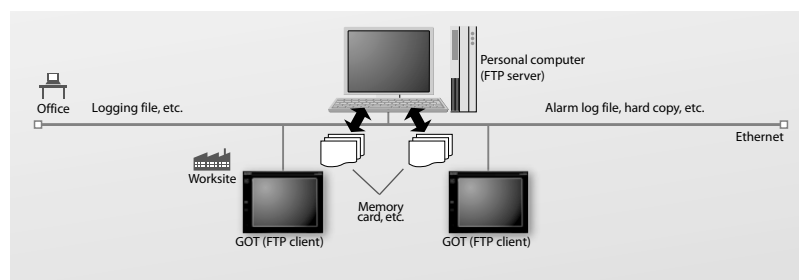 Personal computer
(FTP server)
Office
Logging file, etc.
Alarm log file, hard copy, etc.
Ethernet
Worksite
Memory
card, etc.
GOT (FTP client)
GOT (FTP client)